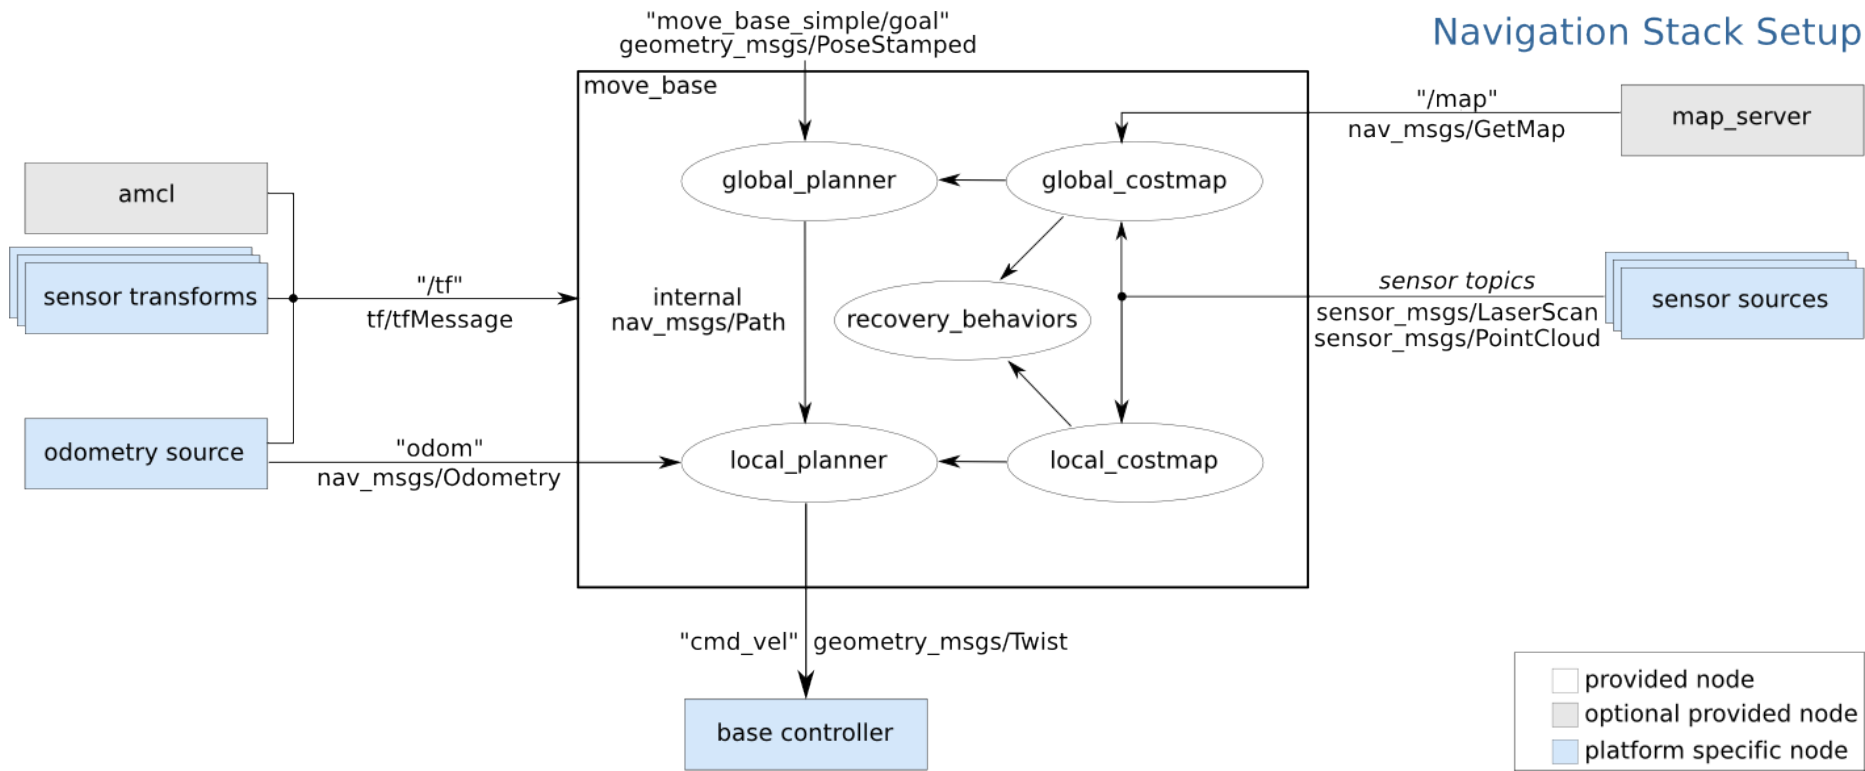 Navigation Stack Setup
"move_base_simple/goal"
geometry_msgs/PoseStamped
move_base
"/map"
nav_msgs/GetMap
map_server
global_planner
global_costmap
amcl
sensor transforms
"/tf"
tf/tfMessage
internal
nav_msgs/Path
recovery_behaviors
sensor topics
sensor_msgs/LaserScan
sensor_msgs/PointCloud
sensor sources
odometry source
"odom"
nav_msgs/Odometry
local_planner
local_costmap
"cmd_vel"
geometry_msgs/Twist
base controller
provided node
optional provided node
platform specific node